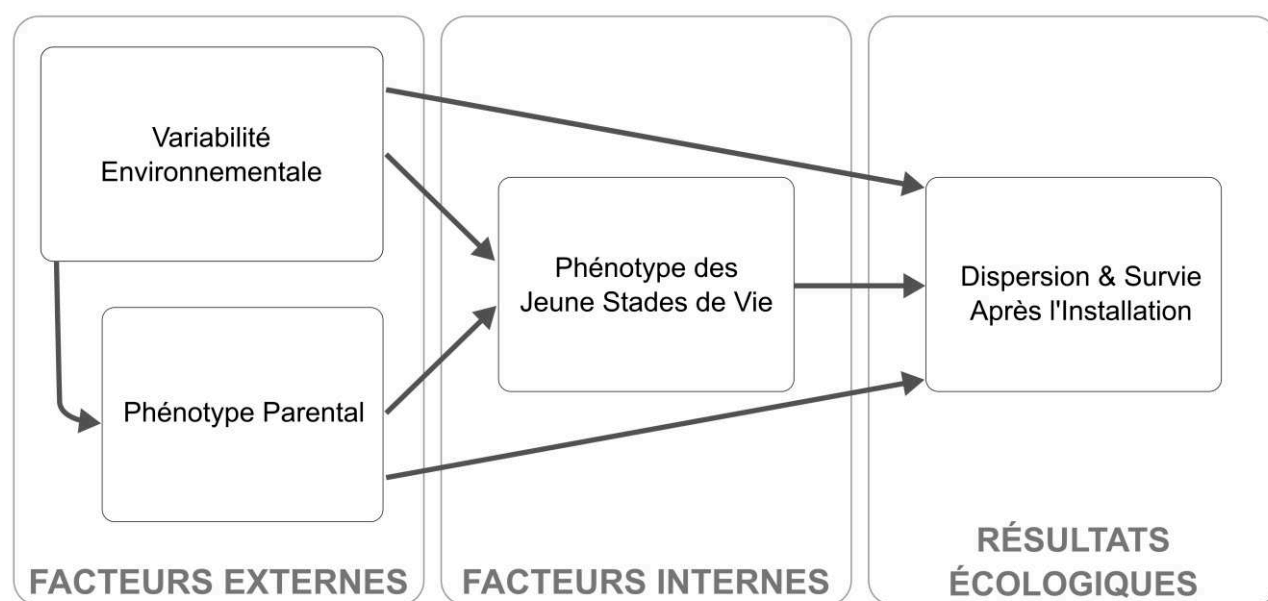 Variabilité
Environnementale
Phénotype Parental
FACTEURS EXTERNES
Phénotype des
Jeune Stades de Vie
FACTEURS INTERNES
Dispersion & Survie
Après l'Installation
RÉSULTATS
ÉCOLOGIQUES